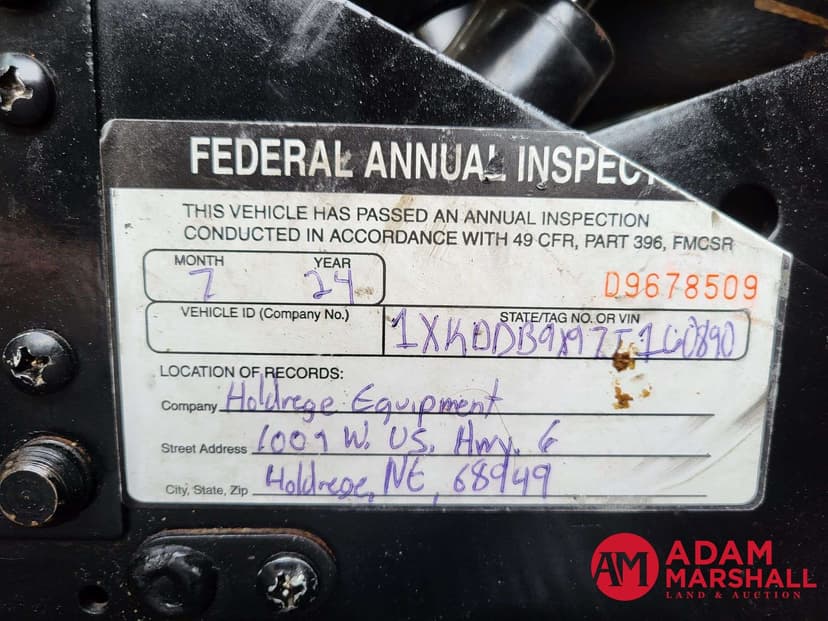 FEDERAL ANNUAL INSPECT
THIS VEHICLE HAS PASSED AN ANNUAL INSPECTION
CONDUCTED IN ACCORDANCE WITH 49 CFR, PART 396, FMCSR
MONTH YEAR
7 24
D9678509
VEHICLE ID (Company No.) STATE/TAG NO. OR VIN
LOCATION OF RECORDS:
Company Holdrege Equipment
Street Address 1009 W. US. Hwy. 6
City, State, Zip Holdrege, NE, 68949
AM ADAM
MARSHALL
LAND & AUCTION